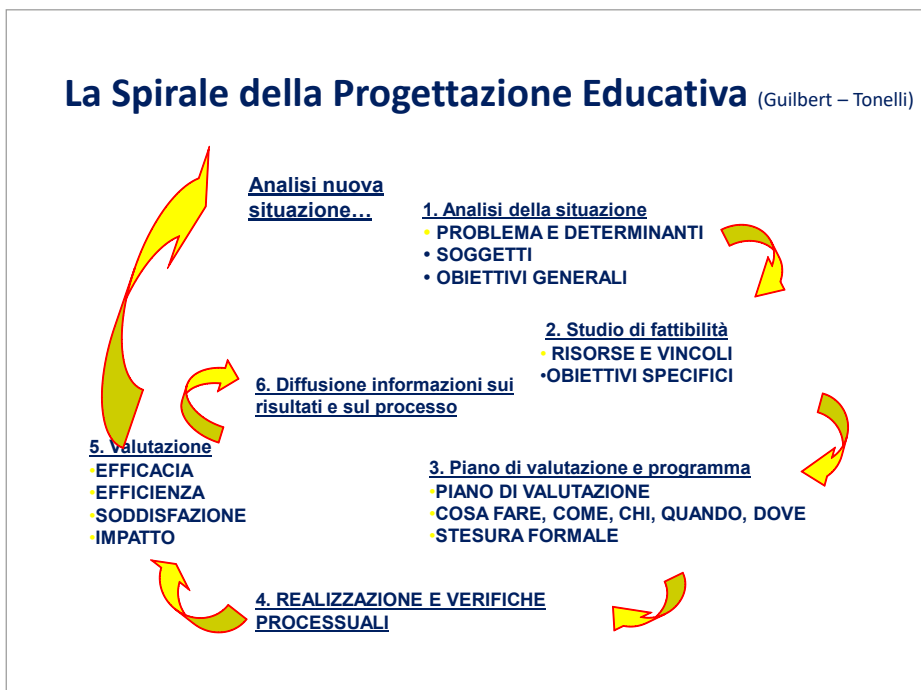 La Spirale della Progettazione Educativa (Guilbert – Tonelli)
Analisi nuova
situazione…
1. Analisi della situazione
• PROBLEMA E DETERMINANTI
• SOGGETTI
• OBIETTIVI GENERALI
2. Studio di fattibilità
• RISORSE E VINCOLI
•OBIETTIVI SPECIFICI
3. Piano di valutazione e programma
•PIANO DI VALUTAZIONE
•COSA FARE, COME, CHI, QUANDO, DOVE
•STESURA FORMALE
4. REALIZZAZIONE E VERIFICHE
PROCESSUALI
5. Valutazione
•EFFICACIA
•EFFICIENZA
•SODDISFAZIONE
•IMPATTO
6. Diffusione informazioni sui
risultati e sul processo